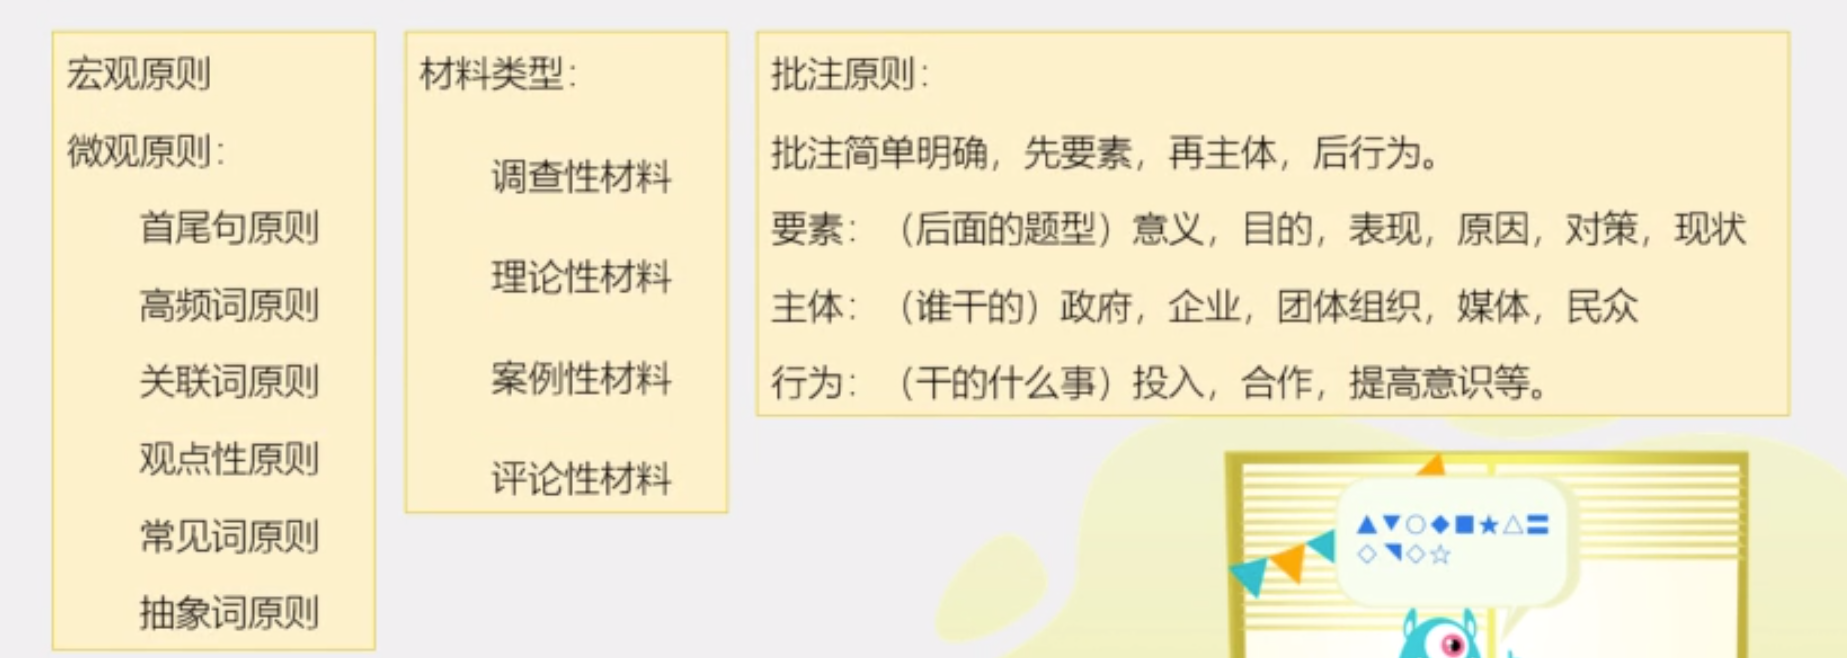 宏观原则
微观原则：
首尾句原则
高频词原则
关联词原则
观点性原则
常见词原则
抽象词原则
材料类型：
调查性材料
理论性材料
案例性材料
评论性材料
批注原则：
批注简单明确，先要素，再主体，后行为。
要素：（后面的题型）意义，目的，表现，原因，对策，现状
主体：（谁干的）政府，企业，团体组织，媒体，民众
行为：（干的什么事）投入，合作，提高意识等。